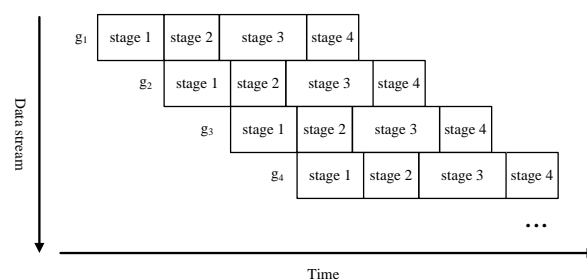 g₁ stage 1 stage 2 stage 3 stage 4
g₂ stage 1 stage 2 stage 3 stage 4
g₃ stage 1 stage 2 stage 3 stage 4
g₄ stage 1 stage 2 stage 3 stage 4
...
Data stream
Time